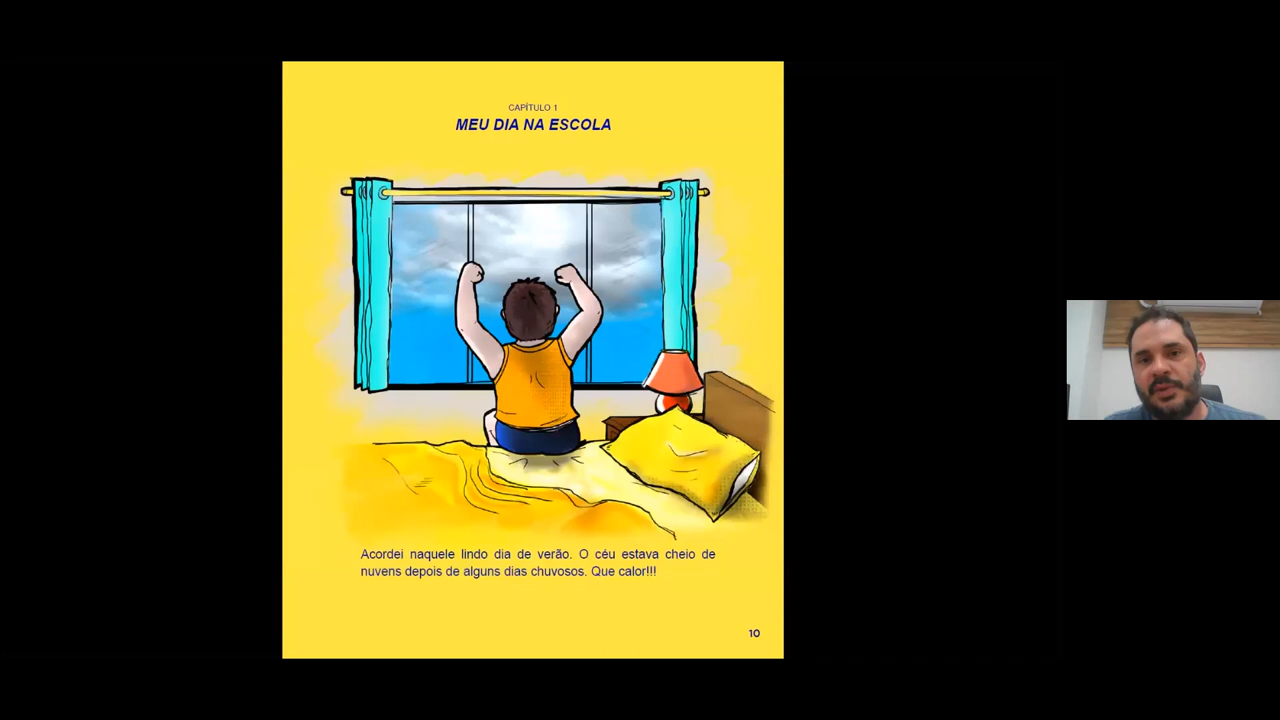 CAPÍTULO 1
MEU DIA NA ESCOLA
Acordei naquele lindo dia de verão. O céu estava cheio de
nuvens depois de alguns dias chuvosos. Que calor!!!
10